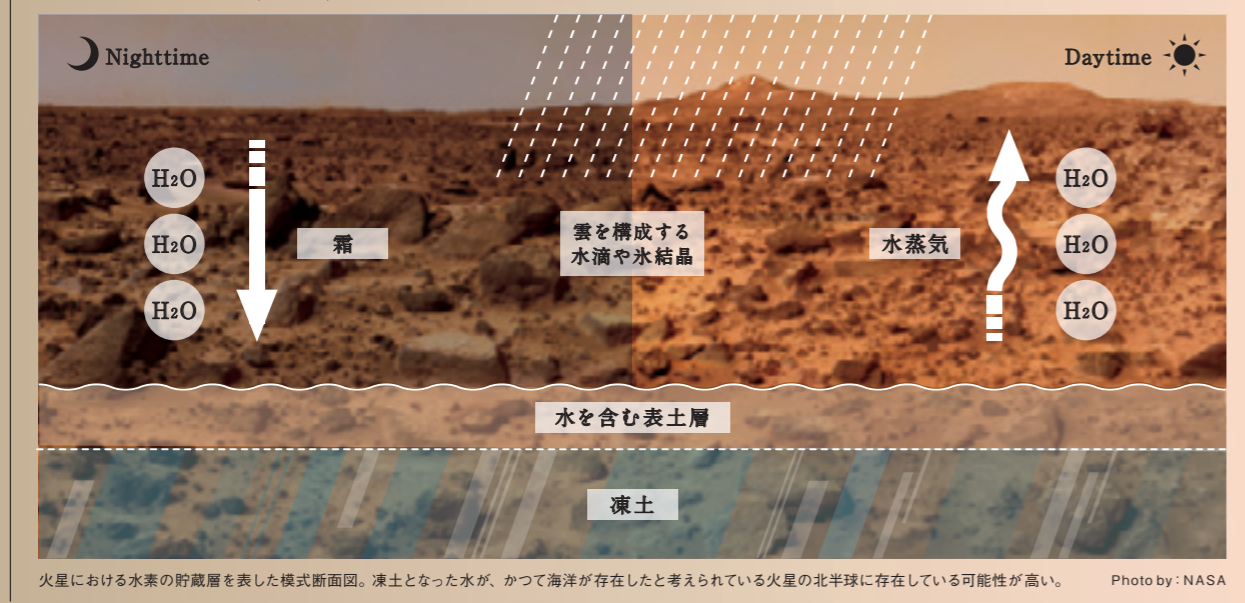 Nighttime
Daytime
H₂O
H₂O
H₂O
霜
雲を構成する
水滴や氷結晶
水蒸気
H₂O
H₂O
H₂O
水を含む表土層
凍土
火星における水素の貯蔵層を表した模式断面図。凍土となった水が、かつて海洋が存在したと考えられている火星の北半球に存在している可能性が高い。
Photo by : NASA